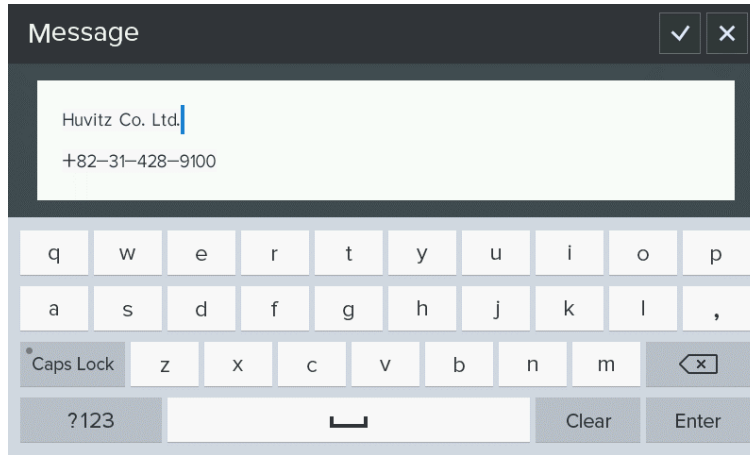 Message
Huvitz Co. Ltd.
+82–31–428–9100
q w e r t y u i o p
a s d f g h j k l ,
Caps Lock z x c v b n m
?123 Clear Enter